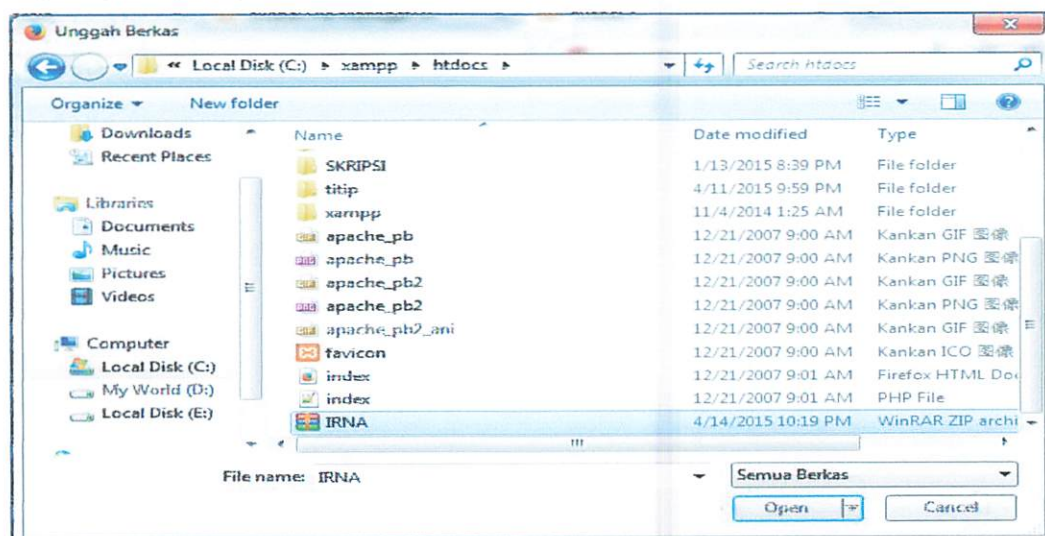 Unggah Berkas
« Local Disk (C:) ▸ xampp ▸ htdocs ▸ Search htdocs
Organize New folder
Downloads
Recent Places
Libraries
Documents
Music
Pictures
Videos
Computer
Local Disk (C:)
My World (D:)
Local Disk (E:)
Name Date modified Type
SKRIPSI 1/13/2015 8:39 PM File folder
titip 4/11/2015 9:59 PM File folder
xampp 11/4/2014 1:25 AM File folder
apache_pb 12/21/2007 9:00 AM Kankan GIF 图像
apache_pb 12/21/2007 9:00 AM Kankan PNG 图像
apache_pb2 12/21/2007 9:00 AM Kankan GIF 图像
apache_pb2 12/21/2007 9:00 AM Kankan PNG 图像
apache_pb2_ani 12/21/2007 9:00 AM Kankan GIF 图像
favicon 12/21/2007 9:00 AM Kankan ICO 图像
index 12/21/2007 9:01 AM Firefox HTML Doc
index 12/21/2007 9:01 AM PHP File
IRNA 4/14/2015 10:19 PM WinRAR ZIP archi
File name: IRNA Semua Berkas
Open Cancel